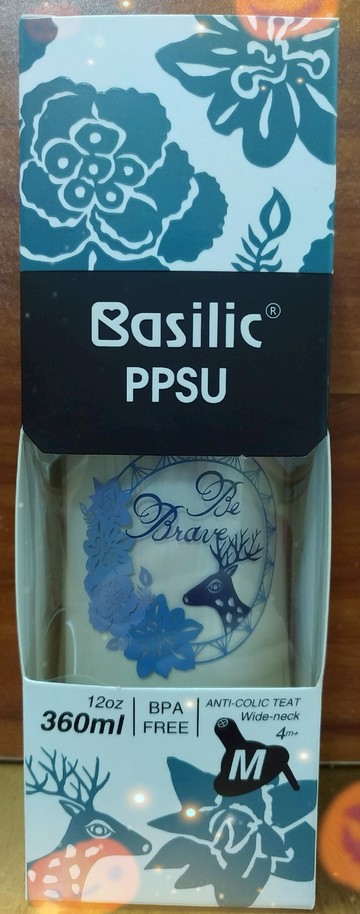 Basilic®
PPSU
Be
Brave
12oz
360ml
BPA
FREE
ANTI-COLIC TEAT
Wide-neck
4m+
M